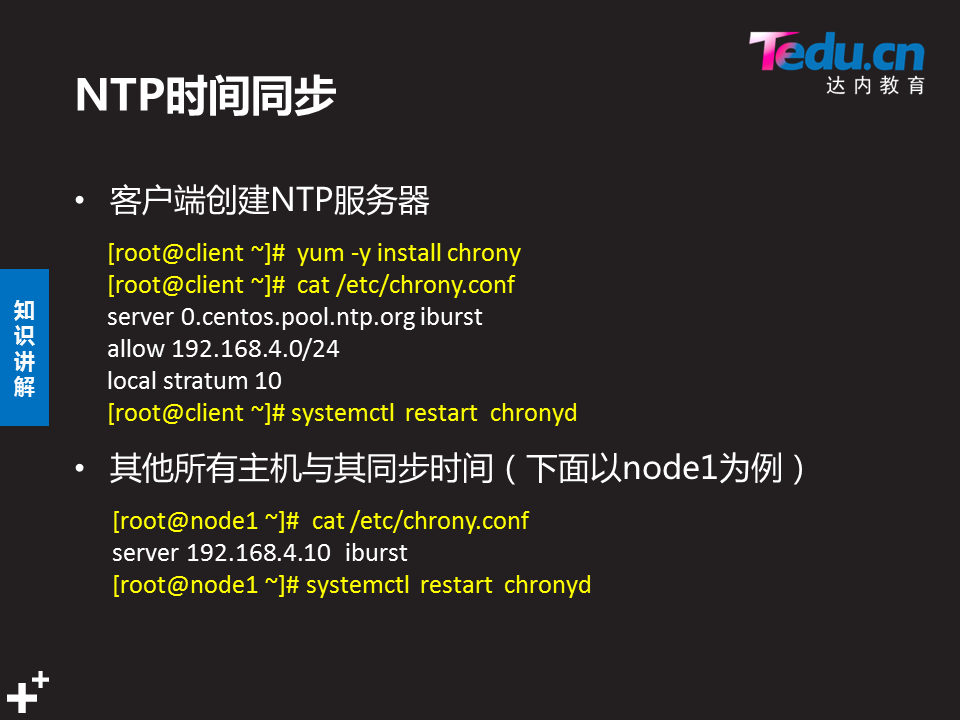 Tedu.cn
达内教育
NTP时间同步
• 客户端创建NTP服务器
[root@client ~]# yum -y install chrony
[root@client ~]# cat /etc/chrony.conf
server 0.centos.pool.ntp.org iburst
allow 192.168.4.0/24
local stratum 10
[root@client ~]# systemctl restart chronyd
知识讲解
• 其他所有主机与其同步时间（下面以node1为例）
[root@node1 ~]# cat /etc/chrony.conf
server 192.168.4.10 iburst
[root@node1 ~]# systemctl restart chronyd